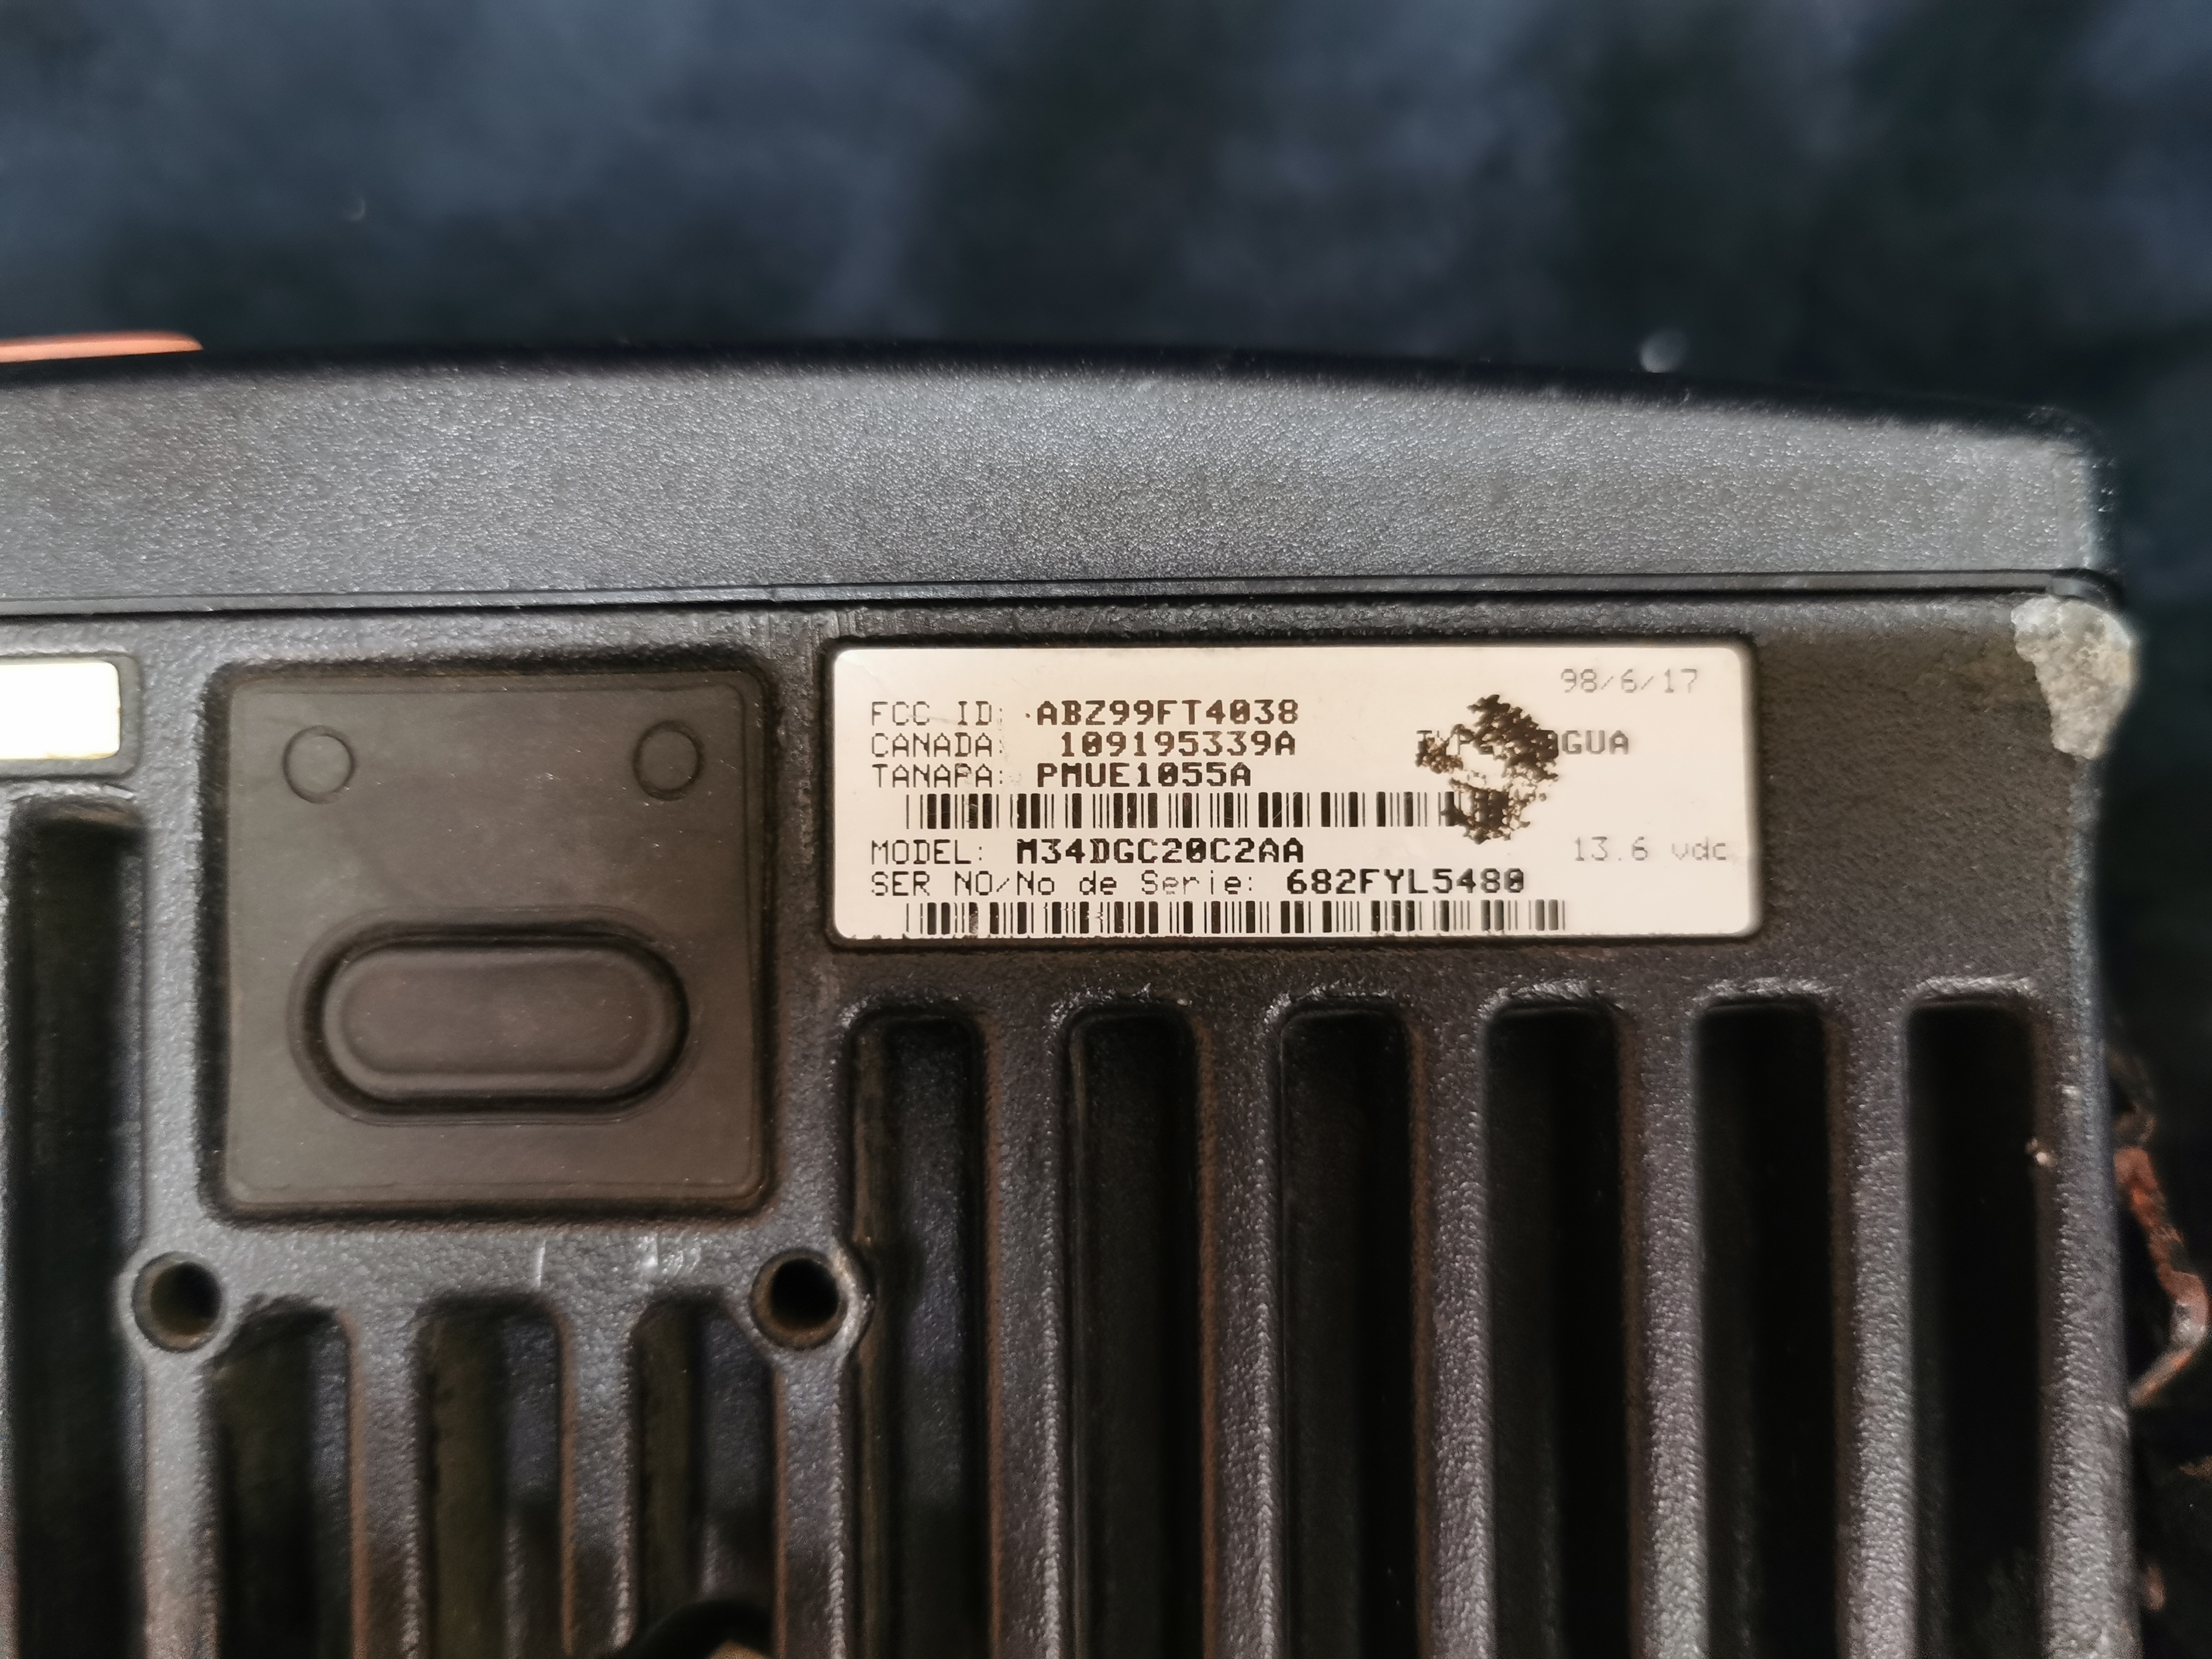 98/6/17
FCC ID: ABZ99FT4038
CANADA: 109195339A
TANAPA: PMUE1055A
MODEL: M34DGC20C2AA
13.6 vdc
SER NO/No de Serie: 682FYL5480